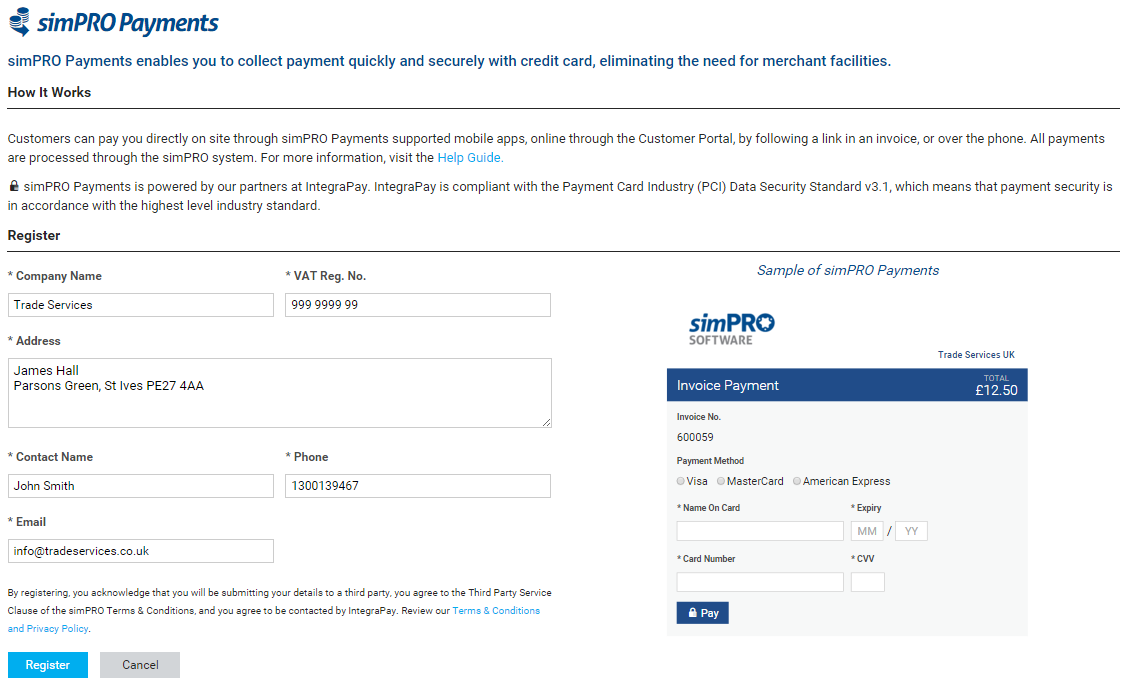 simPRO Payments
simPRO Payments enables you to collect payment quickly and securely with credit card, eliminating the need for merchant facilities.
How It Works
Customers can pay you directly on site through simPRO Payments supported mobile apps, online through the Customer Portal, by following a link in an invoice, or over the phone. All payments
are processed through the simPRO system. For more information, visit the Help Guide.
simPRO Payments is powered by our partners at IntegraPay. IntegraPay is compliant with the Payment Card Industry (PCI) Data Security Standard v3.1, which means that payment security is
in accordance with the highest level industry standard.
Register
* Company Name
* VAT Reg. No.
Trade Services
999 9999 99
* Address
James Hall
Parsons Green, St Ives PE27 4AA
* Contact Name
* Phone
John Smith
1300139467
* Email
info@tradeservices.co.uk
By registering, you acknowledge that you will be submitting your details to a third party, you agree to the Third Party Service
Clause of the simPRO Terms & Conditions, and you agree to be contacted by IntegraPay. Review our Terms & Conditions
and Privacy Policy.
Register
Cancel
Sample of simPRO Payments
simPRO
SOFTWARE
Trade Services UK
Invoice Payment
TOTAL
£12.50
Invoice No.
600059
Payment Method
Visa MasterCard American Express
* Name On Card
* Expiry
MM / YY
* Card Number
* CVV
Pay